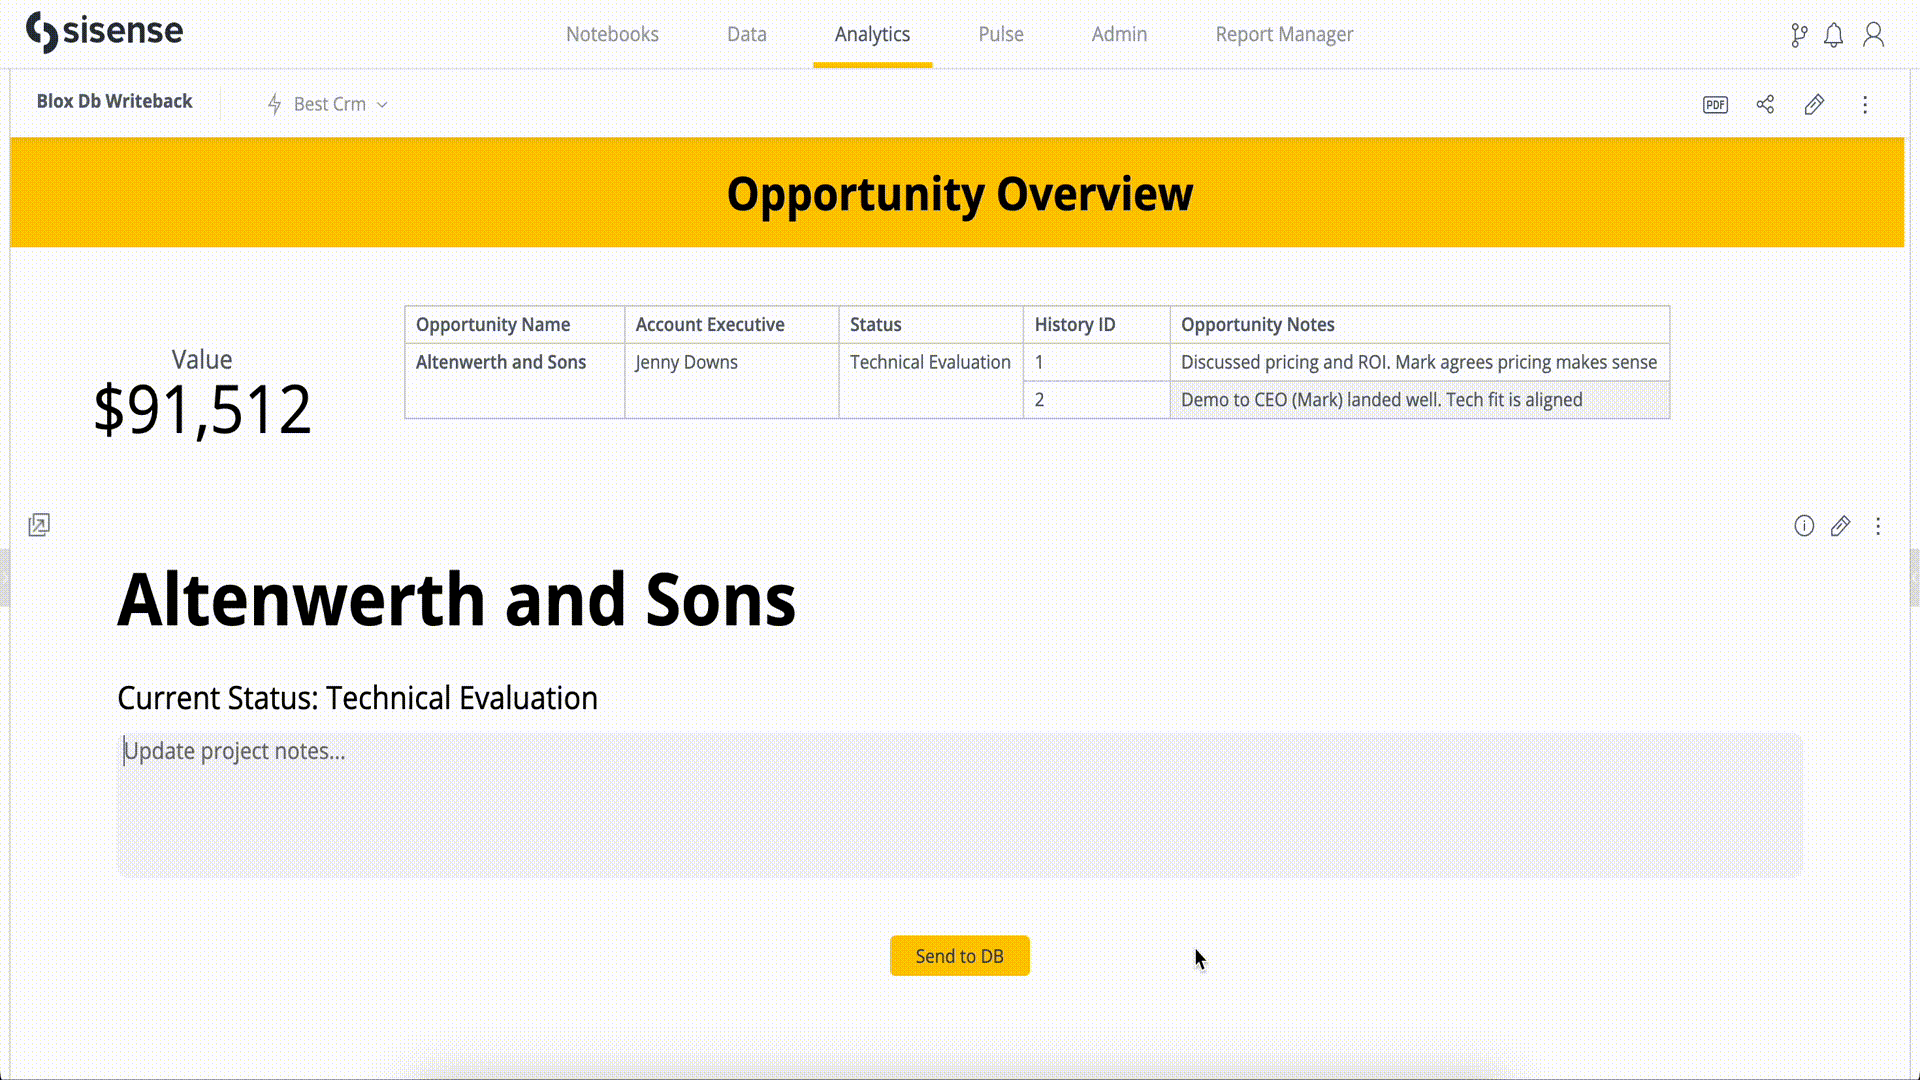 sisense
Notebooks Data Analytics Pulse Admin Report Manager
Blox Db Writeback Best Crm PDF
Opportunity Overview
Value
$91,512
Opportunity Name Account Executive Status History ID Opportunity Notes
Altenwerth and Sons Jenny Downs Technical Evaluation 1 Discussed pricing and ROI. Mark agrees pricing makes sense
2 Demo to CEO (Mark) landed well. Tech fit is aligned
Altenwerth and Sons
Current Status: Technical Evaluation
Update project notes...
Send to DB